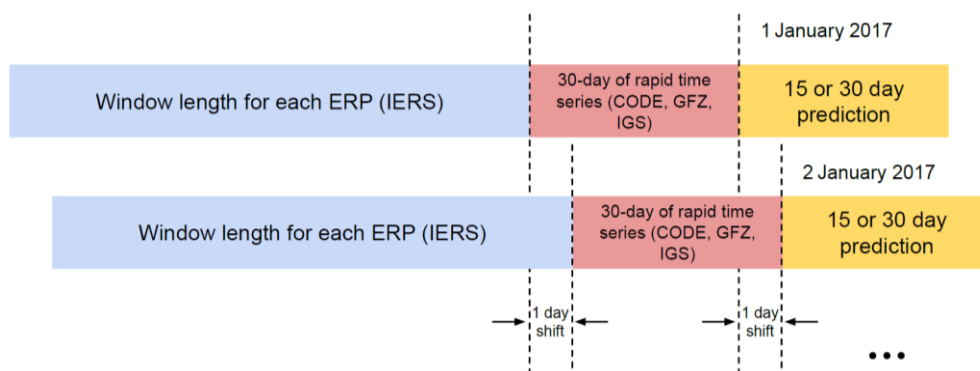 1 January 2017
Window length for each ERP (IERS)
30-day of rapid time
series (CODE, GFZ,
IGS)
15 or 30 day
prediction
2 January 2017
Window length for each ERP (IERS)
30-day of rapid time
series (CODE, GFZ,
IGS)
15 or 30 day
prediction
1 day
shift
1 day
shift
...